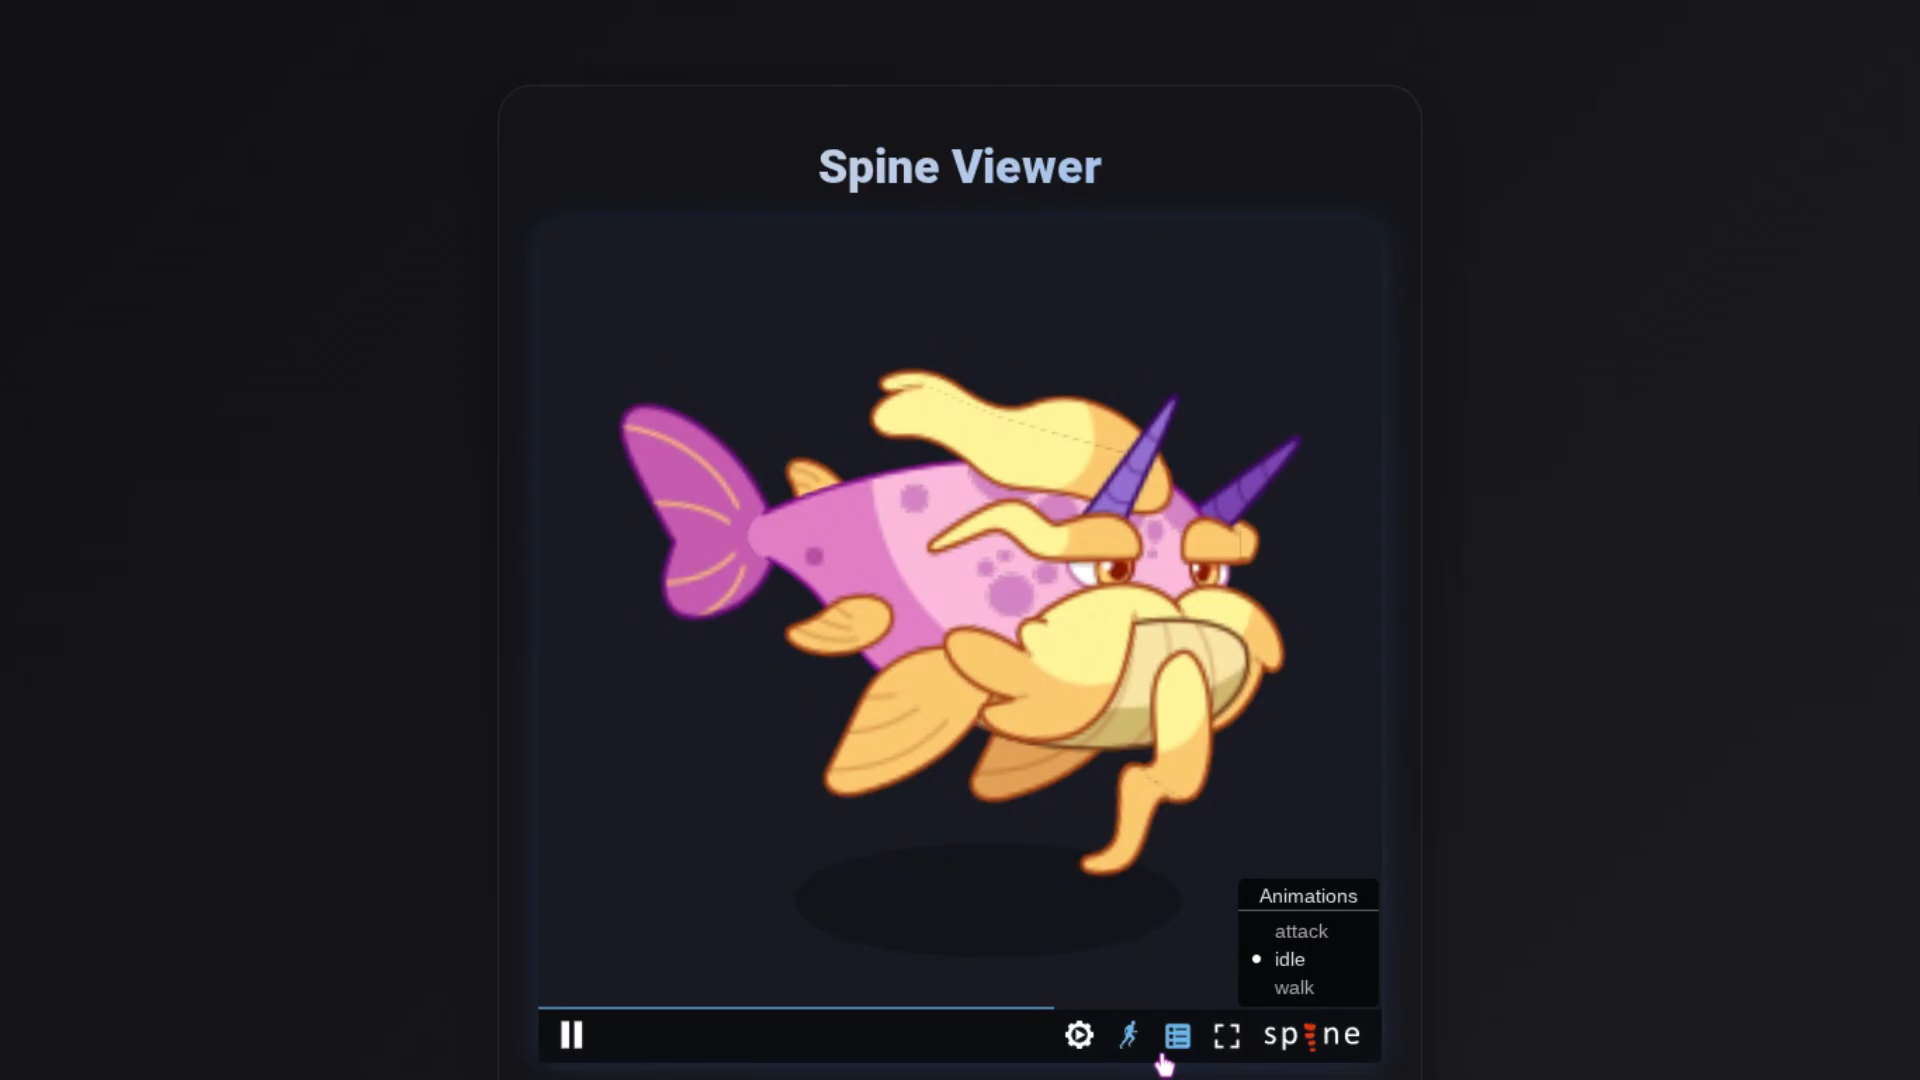 Spine Viewer
Animations
attack
idle
walk
spine